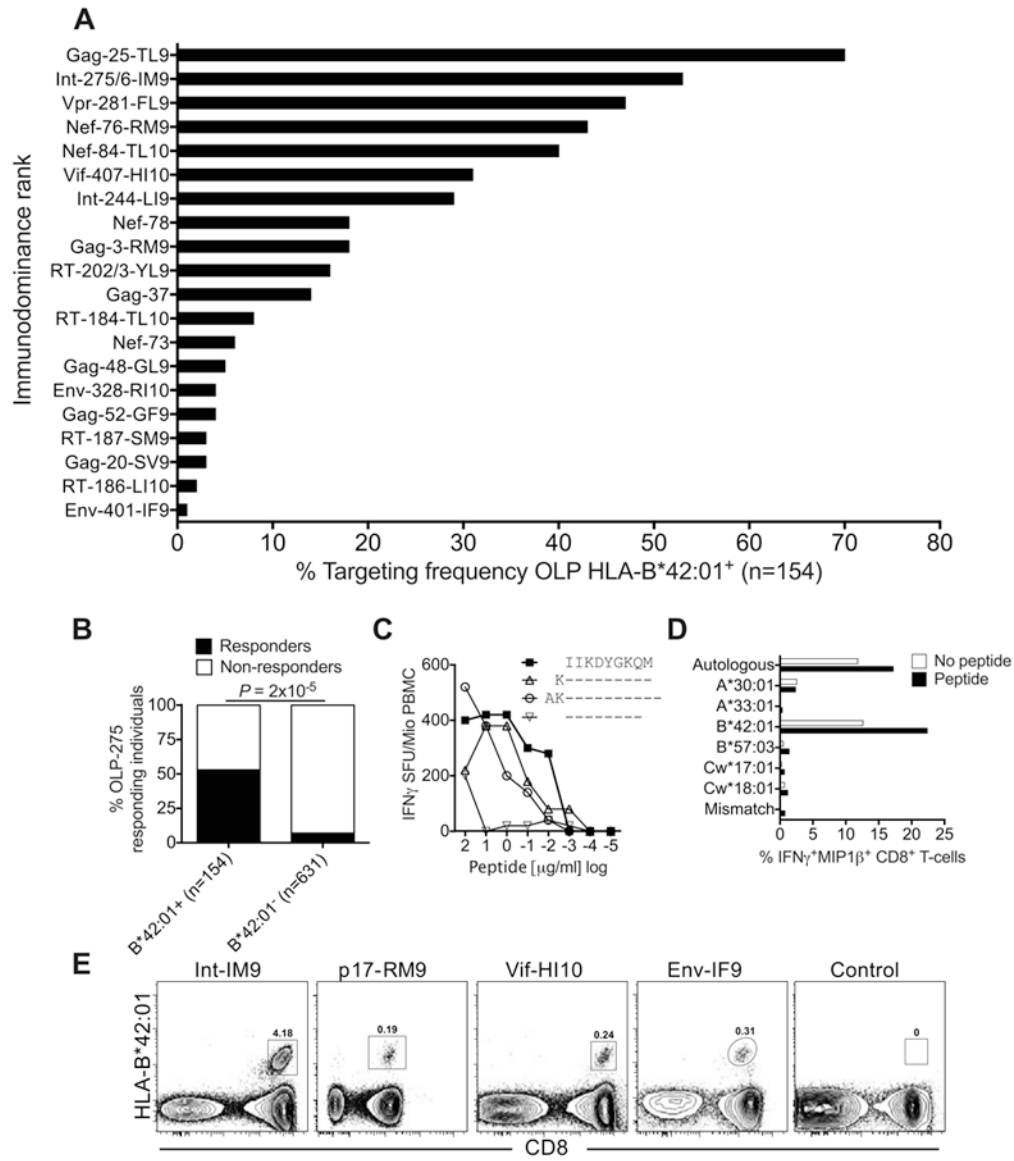 A
Immunodominance rank
Gag-25-TL9
Int-275/6-IM9
Vpr-281-FL9
Nef-76-RM9
Nef-84-TL10
Vif-407-HI10
Int-244-LI9
Nef-78
Gag-3-RM9
RT-202/3-YL9
Gag-37
RT-184-TL10
Nef-73
Gag-48-GL9
Env-328-RI10
Gag-52-GF9
RT-187-SM9
Gag-20-SV9
RT-186-LI10
Env-401-IF9
0 10 20 30 40 50 60 70 80
% Targeting frequency OLP HLA-B*42:01+ (n=154)
B
Responders
Non-responders
P = 2x10-5
% OLP-275
responding individuals
100
75
50
25
0
B*42:01+ (n=154)
B*42:01- (n=631)
C
IIKDYGKQM
K---------
AK---------
--------
IFNγ SFU/Mio PBMC
600
400
200
0
2 1 0 -1 -2 -3 -4 -5
Peptide [μg/ml] log
D
No peptide
Peptide
Autologous
A*30:01
A*33:01
B*42:01
B*57:03
Cw*17:01
Cw*18:01
Mismatch
0 5 10 15 20 25
% IFNγ+MIP1β+ CD8+ T-cells
E
Int-IM9 p17-RM9 Vif-HI10 Env-IF9 Control
HLA-B*42:01
4.18 0.19 0.24 0.31 0
CD8